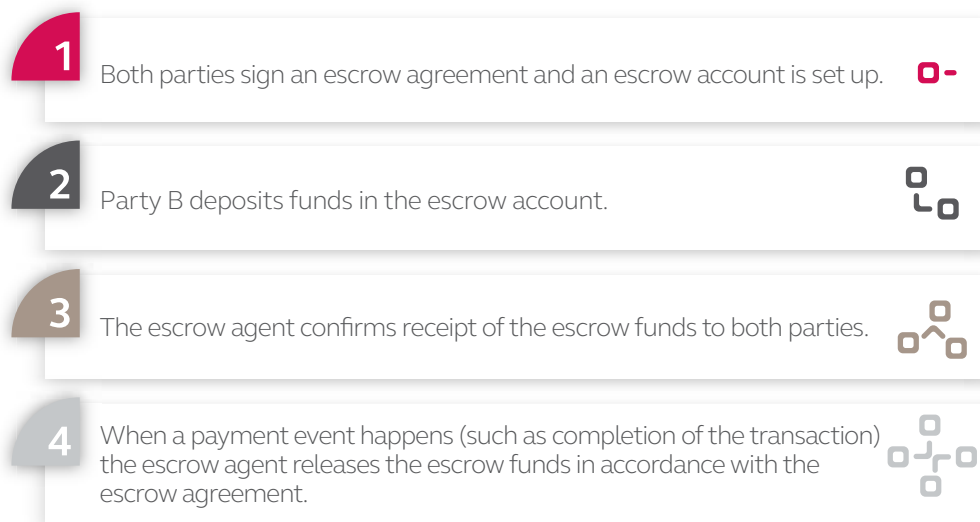 1
Both parties sign an escrow agreement and an escrow account is set up.
2
Party B deposits funds in the escrow account.
3
The escrow agent confirms receipt of the escrow funds to both parties.
4
When a payment event happens (such as completion of the transaction)
the escrow agent releases the escrow funds in accordance with the
escrow agreement.